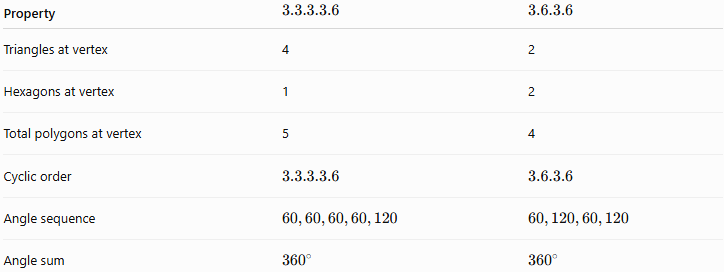 Property 3.3.3.3.6 3.6.3.6
Triangles at vertex 4 2
Hexagons at vertex 1 2
Total polygons at vertex 5 4
Cyclic order 3.3.3.3.6 3.6.3.6
Angle sequence 60, 60, 60, 60, 120 60, 120, 60, 120
Angle sum 360° 360°